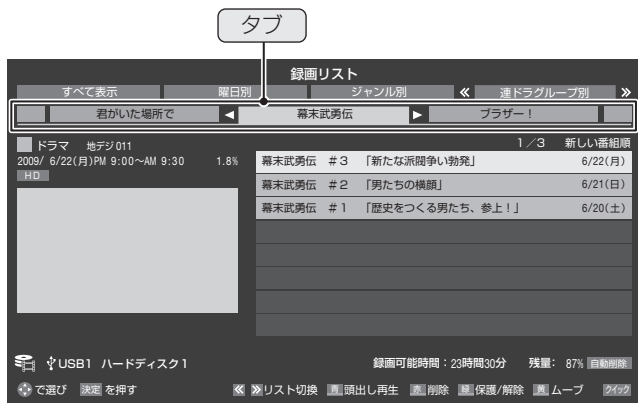 タブ
録画リスト
すべて表示 曜日別 ジャンル別 ≪ 連ドラグループ別 ≫
君がいた場所で ◀ 幕末武勇伝 ▶ ブラザー！
ドラマ 地デジ011 1／3 新しい番組順
2009/ 6/22(月)PM 9:00～AM 9:30 1.8%
HD
幕末武勇伝 ＃３ 「新たな派閥争い勃発」 6/22(月)
幕末武勇伝 ＃２ 「男たちの横顔」 6/21(日)
幕末武勇伝 ＃１ 「歴史をつくる男たち、参上！」 6/20(土)
USB1 ハードディスク1 録画可能時間：23時間30分 残量： 87% 自動削除
で選び 決定 を押す ≪ ≫リスト切換 青 頭出し再生 赤 削除 緑 保護/解除 黄 ムーブ クイック